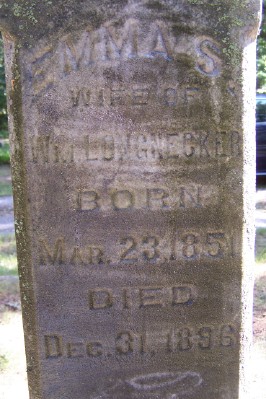 EMMA S.
WIFE OF
WM LONGNECKER
BORN
MAR. 23, 1851
DIED
DEC. 31, 1896